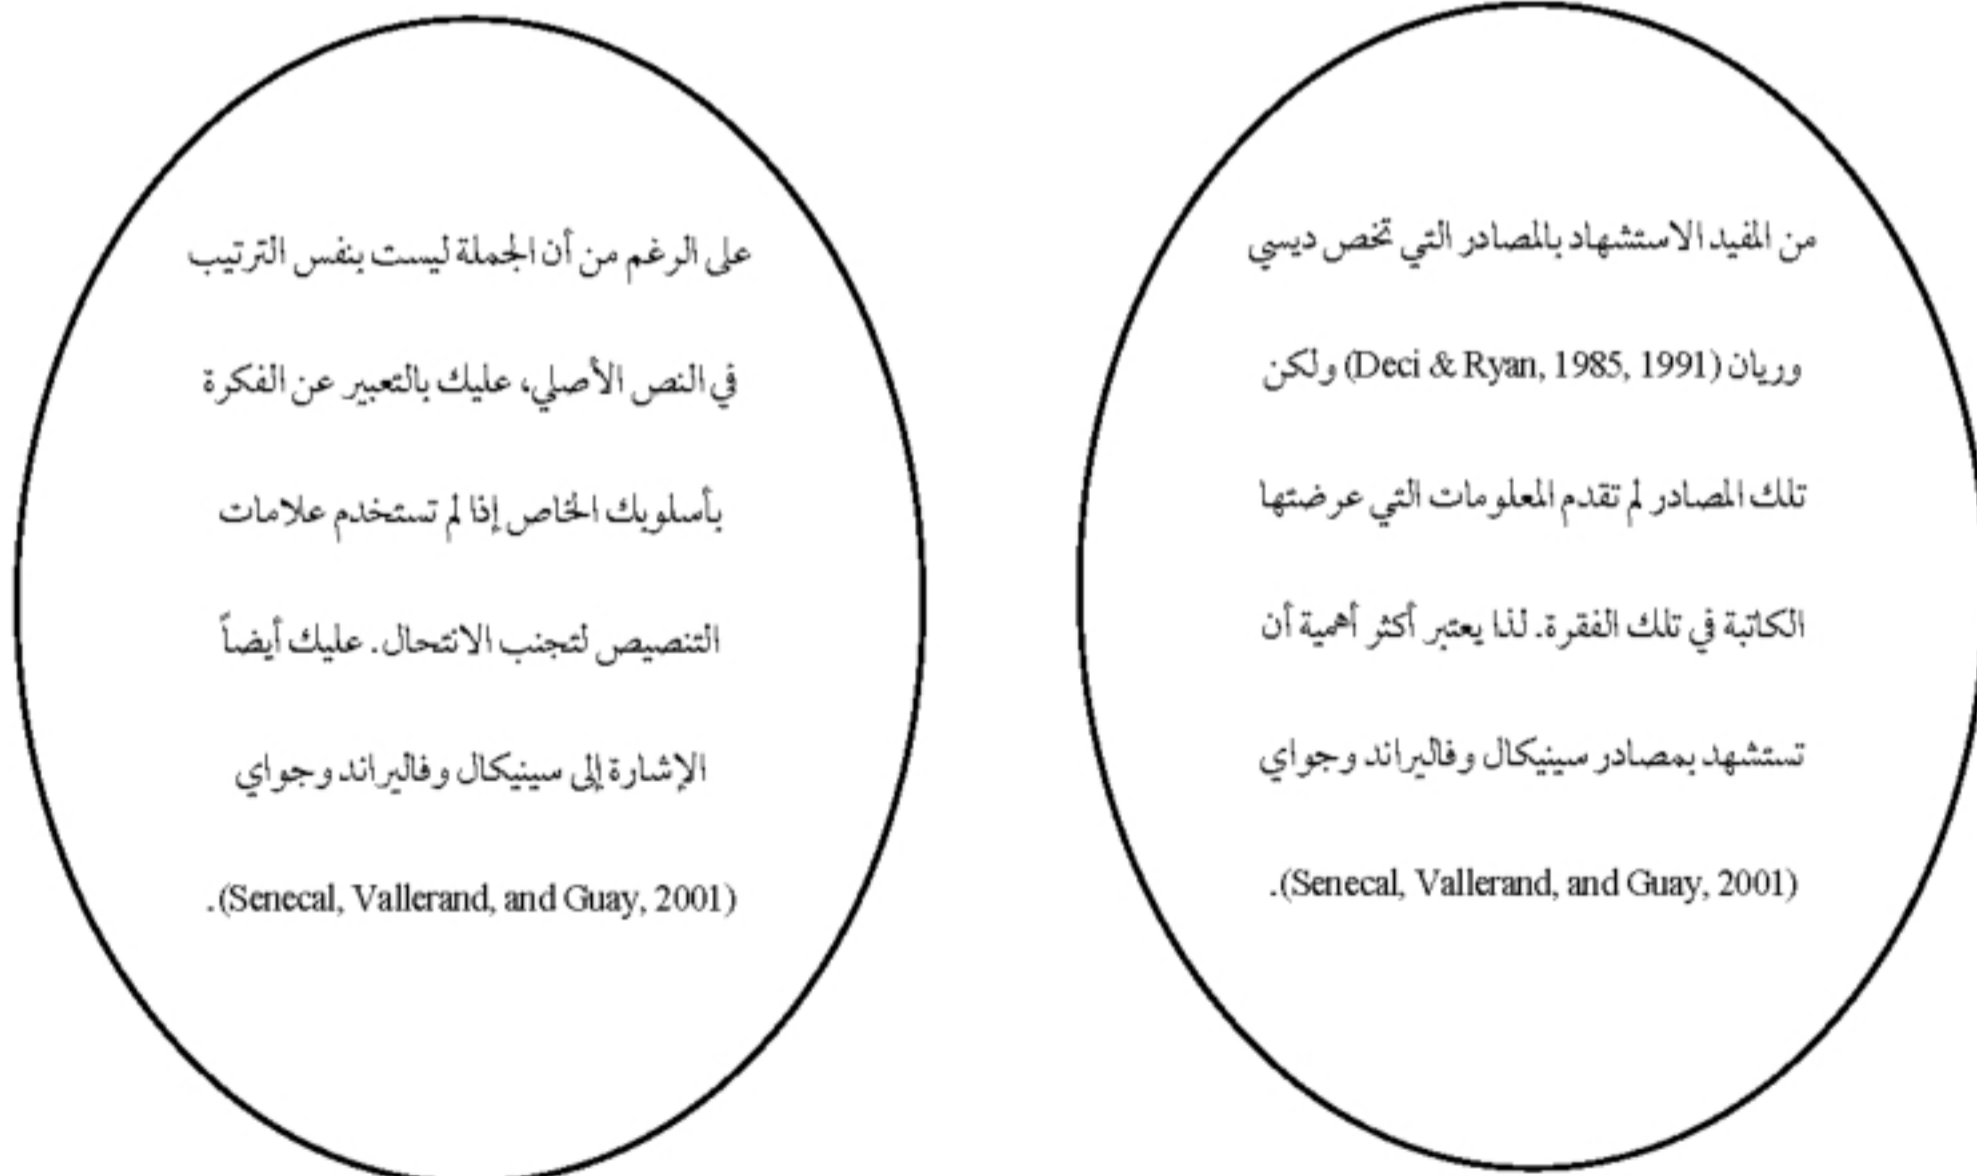 من المفيد الاستشهاد بالمصادر التي تخص ديسي
وريان (Deci & Ryan, 1985, 1991) ولكن
تلك المصادر لم تقدم المعلومات التي عرضتها
الكاتبة في تلك الفقرة. لذا يعتبر أكثر أهمية أن
تستشهد بمصادر سينيكال وفاليراند وجواي
(Senecal, Vallerand, and Guay, 2001).
على الرغم من أن الجملة ليست بنفس الترتيب
في النص الأصلي، عليك بالتعبير عن الفكرة
بأسلوبك الخاص إذا لم تستخدم علامات
التنصيص لتجنب الانتحال. عليك أيضاً
الإشارة إلى سينيكال وفاليراند وجواي
(Senecal, Vallerand, and Guay, 2001).